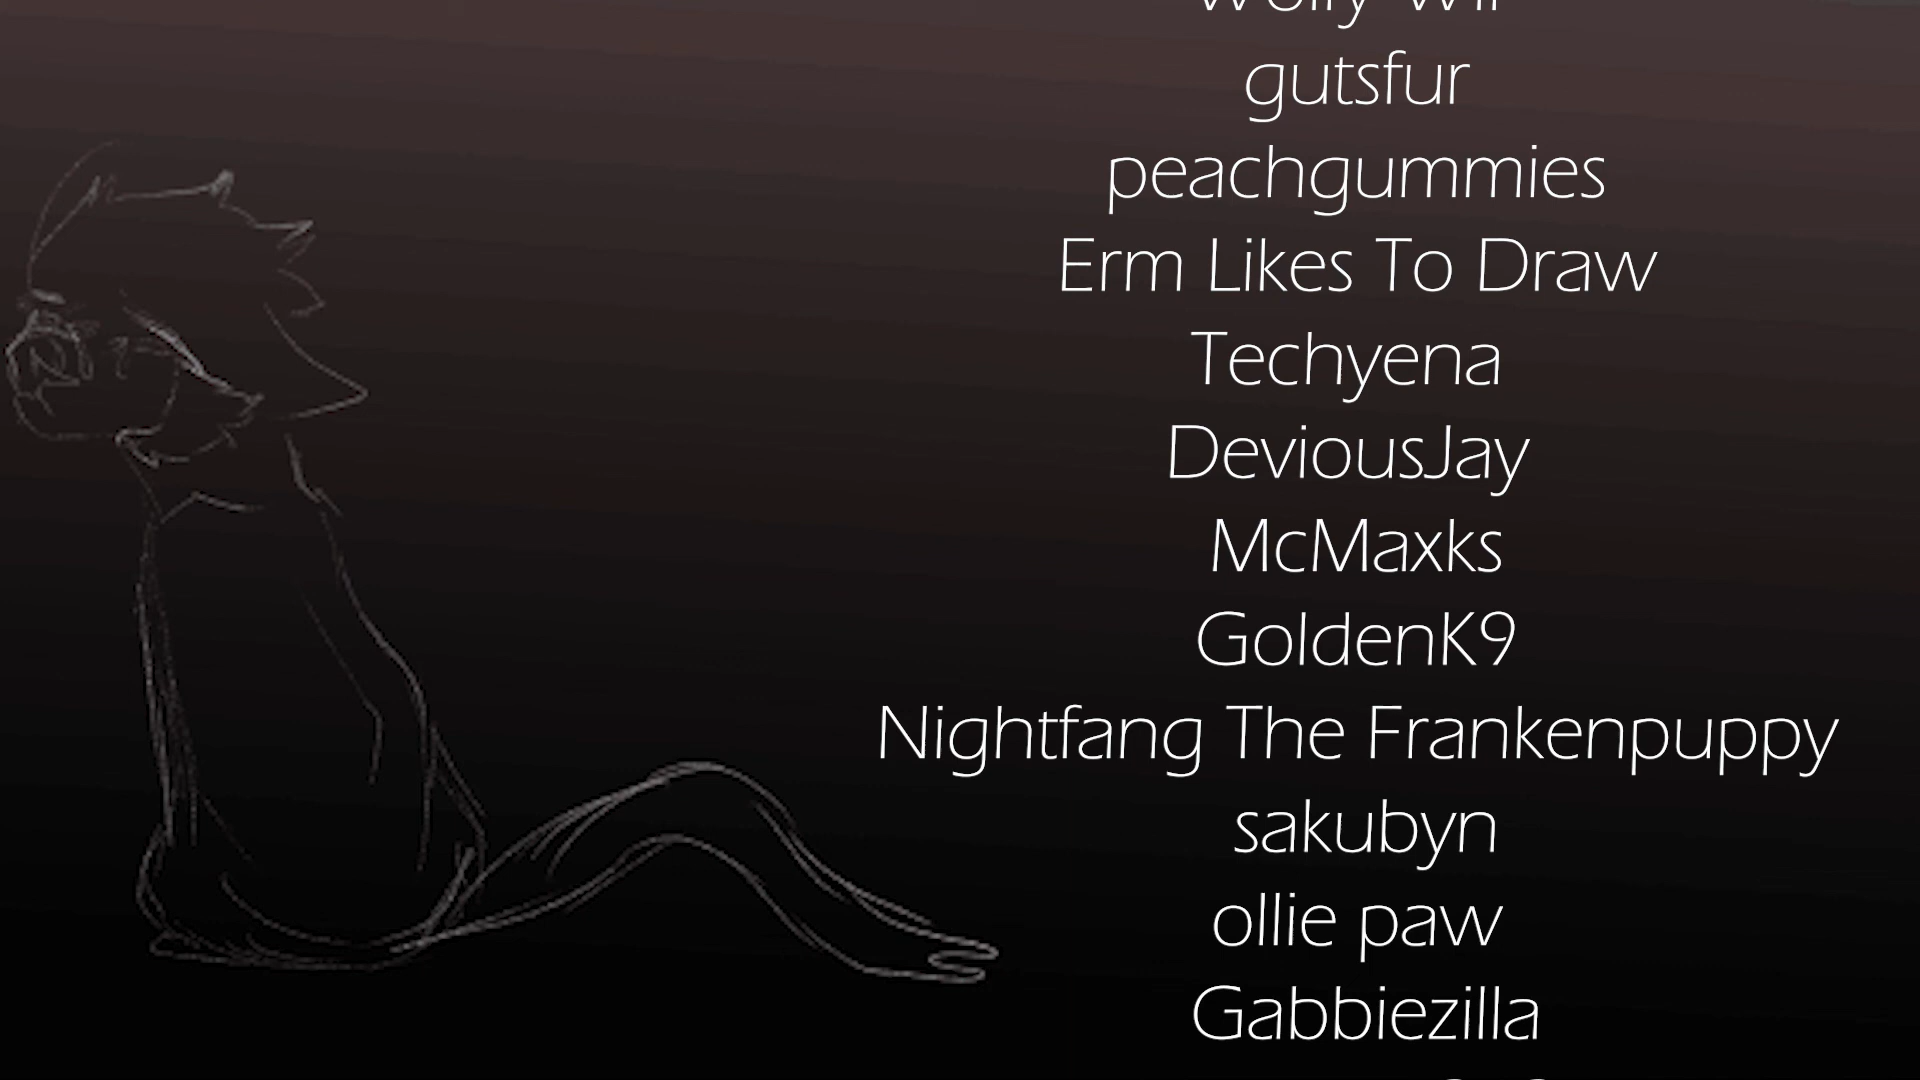 gutsfur
peachgummies
Erm Likes To Draw
Techyena
DeviousJay
McMaxks
GoldenK9
Nightfang The Frankenpuppy
sakubyn
ollie paw
Gabbiezilla